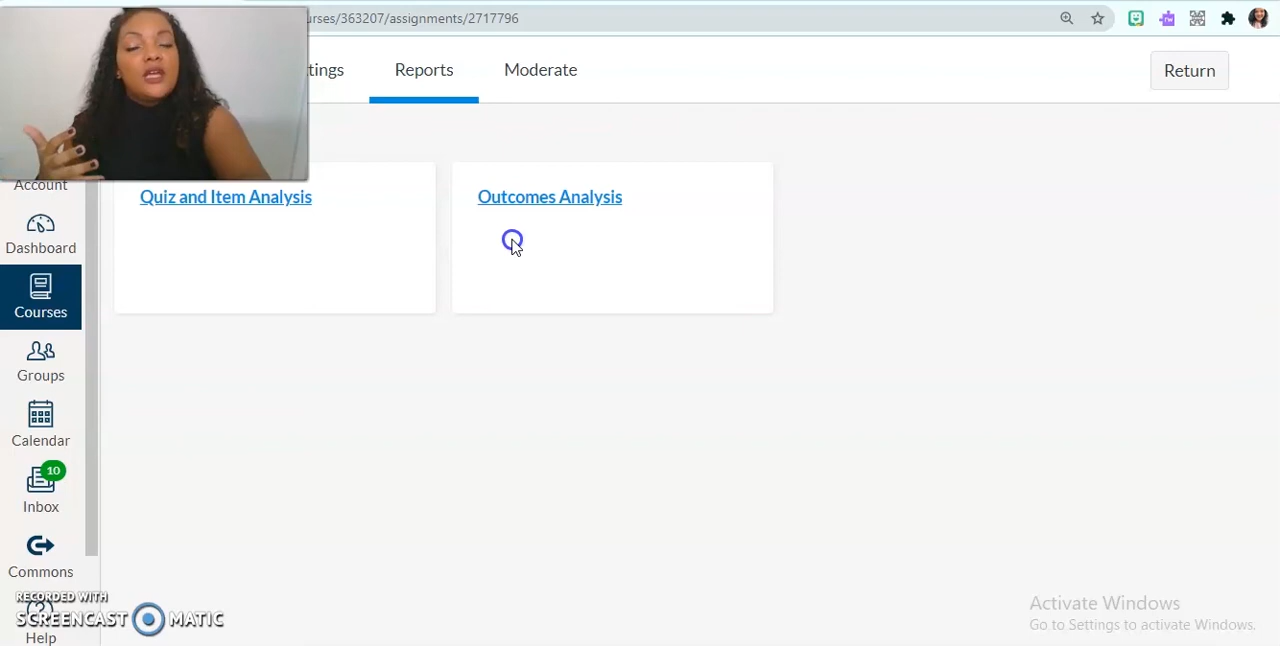 urses/363207/assignments/2717796
tings
Reports
Moderate
Return
Account
Dashboard
Courses
Groups
Calendar
10
Inbox
Commons
Help
Quiz and Item Analysis
Outcomes Analysis
RECORDED WITH
SCREENCAST MATIC
Activate Windows
Go to Settings to activate Windows.